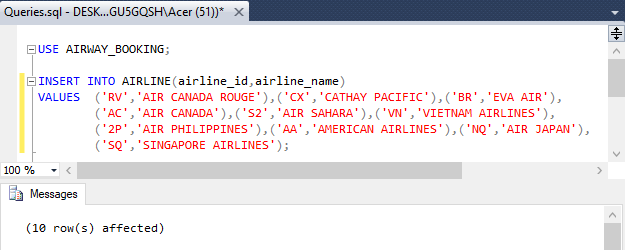 Queries.sql - DESK...GU5GQSH\Acer (51))*
USE AIRWAY_BOOKING;
INSERT INTO AIRLINE(airline_id,airline_name)
VALUES ('RV','AIR CANADA ROUGE'),('CX','CATHAY PACIFIC'),('BR','EVA AIR'),
('AC','AIR CANADA'),('S2','AIR SAHARA'),('VN','VIETNAM AIRLINES'),
('2P','AIR PHILIPPINES'),('AA','AMERICAN AIRLINES'),('NQ','AIR JAPAN'),
('SQ','SINGAPORE AIRLINES');
100 %
Messages
(10 row(s) affected)